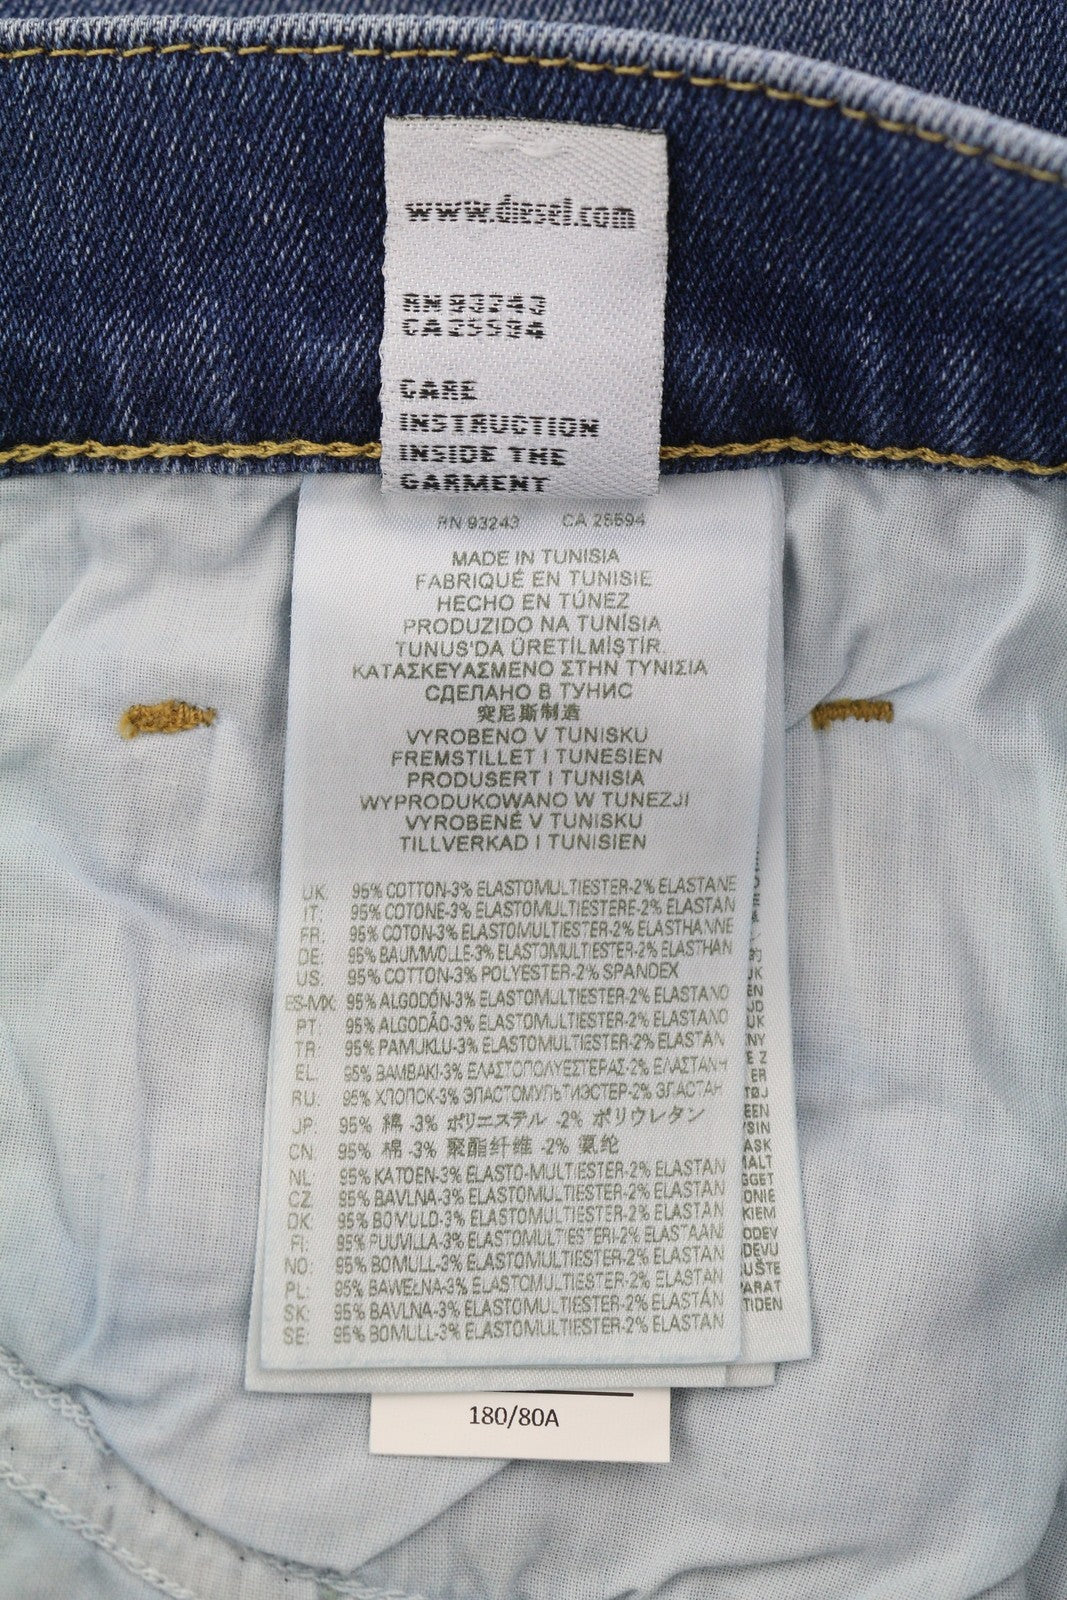 www.diesel.com
RN 93243
CA 25594
CARE
INSTRUCTION
INSIDE THE
GARMENT
RN 93243 CA 25594
MADE IN TUNISIA
FABRIQUÉ EN TUNISIE
HECHO EN TÚNEZ
PRODUZIDO NA TUNÍSIA
TUNUS'DA ÜRETİLMİŞTİR.
ΚΑΤΑΣΚΕΥΑΣΜΕΝΟ ΣΤΗΝ ΤΥΝΙΣΙΑ
СДЕЛАНО В ТУНИС
突尼斯制造
VYROBENO V TUNISKU
FREMSTILLET I TUNESIEN
PRODUSERT I TUNISIA
WYPRODUKOWANO W TUNEZJI
VYROBENÉ V TUNISKU
TILLVERKAD I TUNISIEN
UK: 95% COTTON-3% ELASTOMULTIESTER-2% ELASTANE
IT: 95% COTONE-3% ELASTOMULTIESTERE-2% ELASTAN
FR: 95% COTON-3% ELASTOMULTIESTER-2% ELASTHANNE
DE: 95% BAUMWOLLE-3% ELASTOMULTIESTER-2% ELASTHAN
US: 95% COTTON-3% POLYESTER-2% SPANDEX
ES-MX: 95% ALGODÓN-3% ELASTOMULTIESTER-2% ELASTANO
PT: 95% ALGODÃO-3% ELASTOMULTIESTER-2% ELASTANO
TR: 95% PAMUKLU-3% ELASTOMULTIESTER-2% ELASTAN
EL: 95% ΒΑΜΒΑΚΙ-3% ΕΛΑΣΤΟΠΟΛΥΕΣΤΕΡΑΣ-2% ΕΛΑΣΤΑΝΗ
RU: 95% ХЛОПОК-3% ЭЛАСТОМУЛЬТИЭСТЕР-2% ЭЛАСТАН
JP: 95% 綿 -3% ポリエステル -2% ポリウレタン
CN: 95% 棉 -3% 聚酯纤维 -2% 氨纶
NL: 95% KATOEN-3% ELASTO-MULTIESTER-2% ELASTAN
CZ: 95% BAVLNA-3% ELASTOMULTIESTER-2% ELASTAN
DK: 95% BOMULD-3% ELASTOMULTIESTER-2% ELASTAN
FI: 95% PUUVILLA-3% ELASTOMULTIESTERI-2% ELASTAANI
NO: 95% BOMULL-3% ELASTOMULTIESTER-2% ELASTAN
PL: 95% BAWEŁNA-3% ELASTOMULTIESTER-2% ELASTAN
SK: 95% BAVLNA-3% ELASTOMULTIESTER-2% ELASTÁN
SE: 95% BOMULL-3% ELASTOMULTIESTER-2% ELASTAN
180/80A